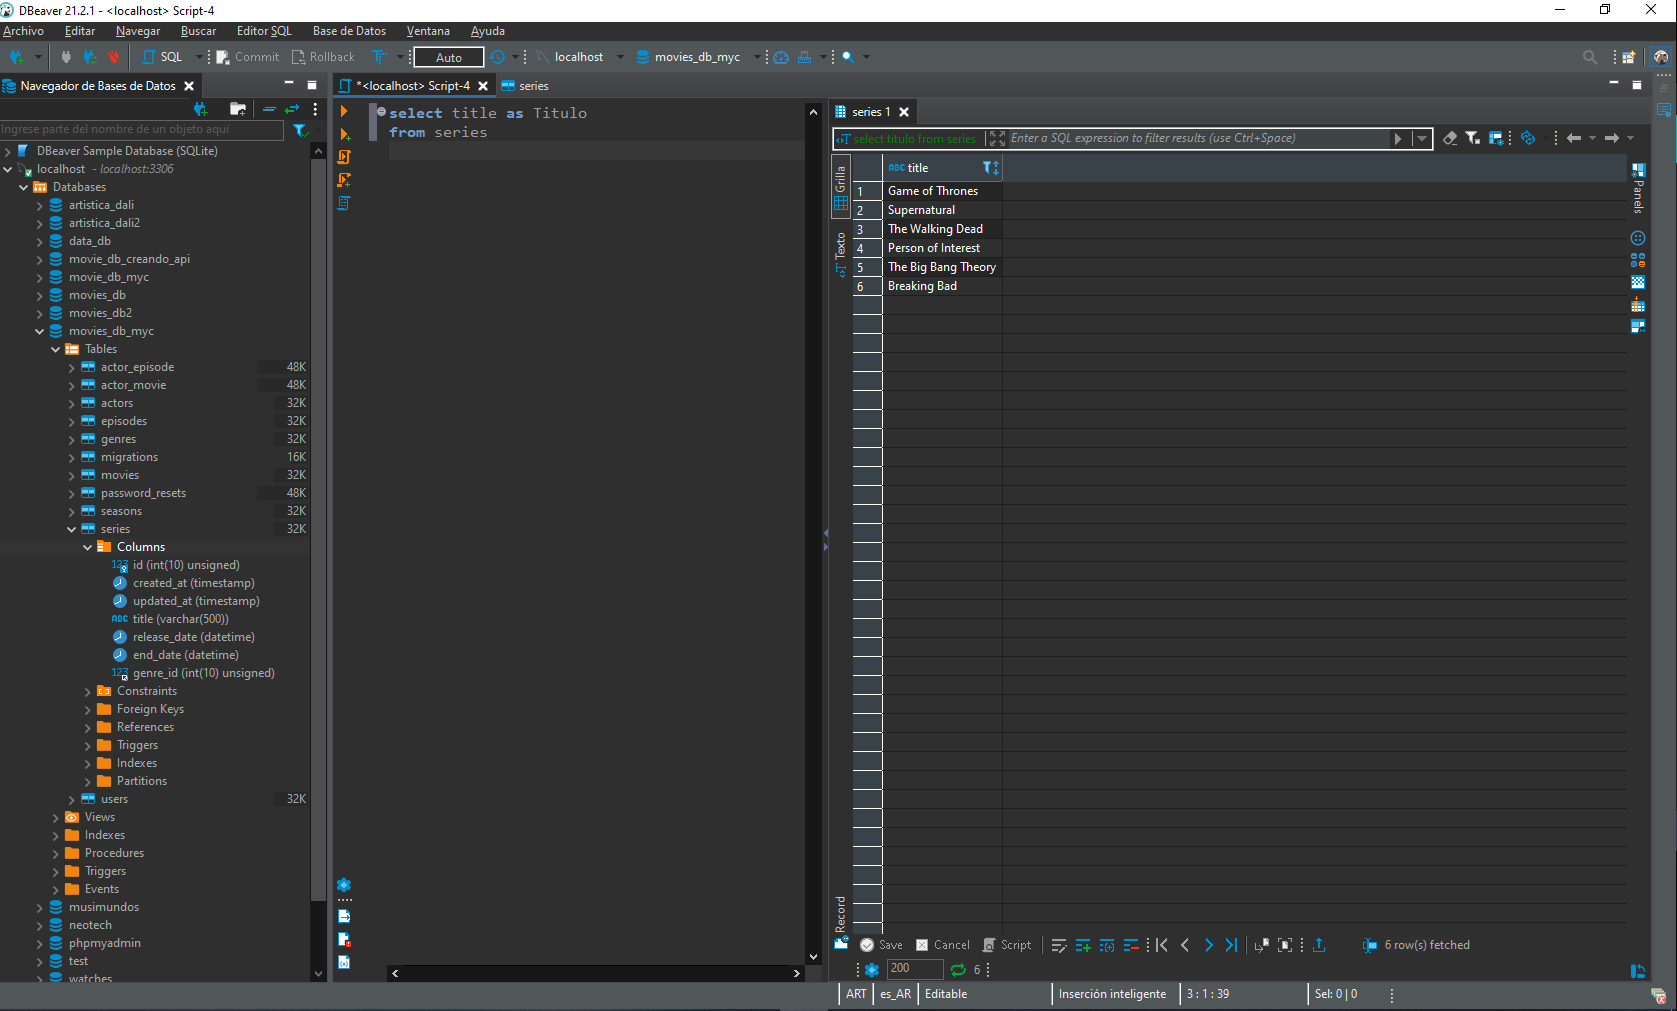 DBeaver 21.2.1 - <localhost> Script-4
Archivo Editar Navegar Buscar Editor SQL Base de Datos Ventana Ayuda
SQL Commit Rollback Auto localhost movies_db_myc
Navegador de Bases de Datos
Ingrese parte del nombre de un objeto aquí
DBeaver Sample Database (SQLite)
localhost - localhost:3306
Databases
artistica_dali
artistica_dali2
data_db
movie_db_creando_api
movie_db_myc
movies_db
movies_db2
movies_db_myc
Tables
actor_episode 48K
actor_movie 48K
actors 32K
episodes 32K
genres 32K
migrations 16K
movies 32K
password_resets 48K
seasons 32K
series 32K
Columns
id (int(10) unsigned)
created_at (timestamp)
updated_at (timestamp)
ABC title (varchar(500))
release_date (datetime)
end_date (datetime)
123 genre_id (int(10) unsigned)
Constraints
Foreign Keys
References
Triggers
Indexes
Partitions
users 32K
Views
Indexes
Procedures
Triggers
Events
musimundos
neotech
phpmyadmin
test
watches
*<localhost> Script-4
series
select title as Titulo
from series
series 1
select titulo from series
Enter a SQL expression to filter results (use Ctrl+Space)
Grilla
Texto
Record
ABC title
1 Game of Thrones
2 Supernatural
3 The Walking Dead
4 Person of Interest
5 The Big Bang Theory
6 Breaking Bad
Panels
Save Cancel Script 6 row(s) fetched
200 6
ART es_AR Editable Inserción inteligente 3 : 1 : 39 Sel: 0 | 0